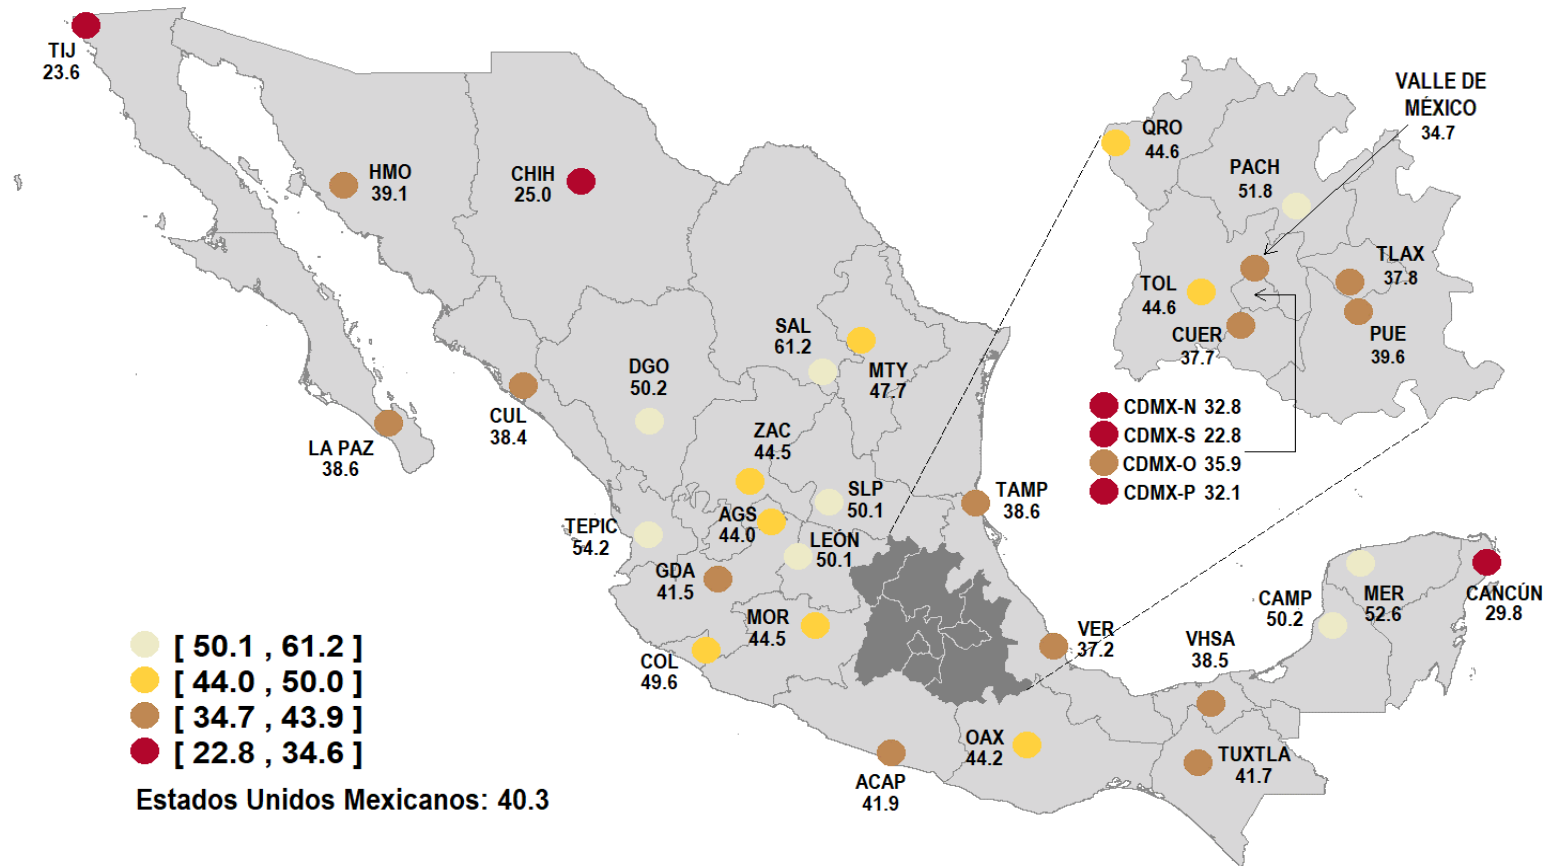 TIJ
23.6
HMO
39.1
CHIH
25.0
LA PAZ
38.6
CUL
38.4
DGO
50.2
SAL
61.2
MTY
47.7
ZAC
44.5
SLP
50.1
TAMP
38.6
TEPIC
54.2
AGS
44.0
LEÓN
50.1
GDA
41.5
MOR
44.5
COL
49.6
ACAP
41.9
OAX
44.2
VER
37.2
VHSA
38.5
TUXTLA
41.7
CAMP
50.2
MER
52.6
CANCÚN
29.8
VALLE DE
MÉXICO
34.7
QRO
44.6
PACH
51.8
TLAX
37.8
TOL
44.6
CUER
37.7
PUE
39.6
CDMX-N 32.8
CDMX-S 22.8
CDMX-O 35.9
CDMX-P 32.1
[ 50.1 , 61.2 ]
[ 44.0 , 50.0 ]
[ 34.7 , 43.9 ]
[ 22.8 , 34.6 ]
Estados Unidos Mexicanos: 40.3